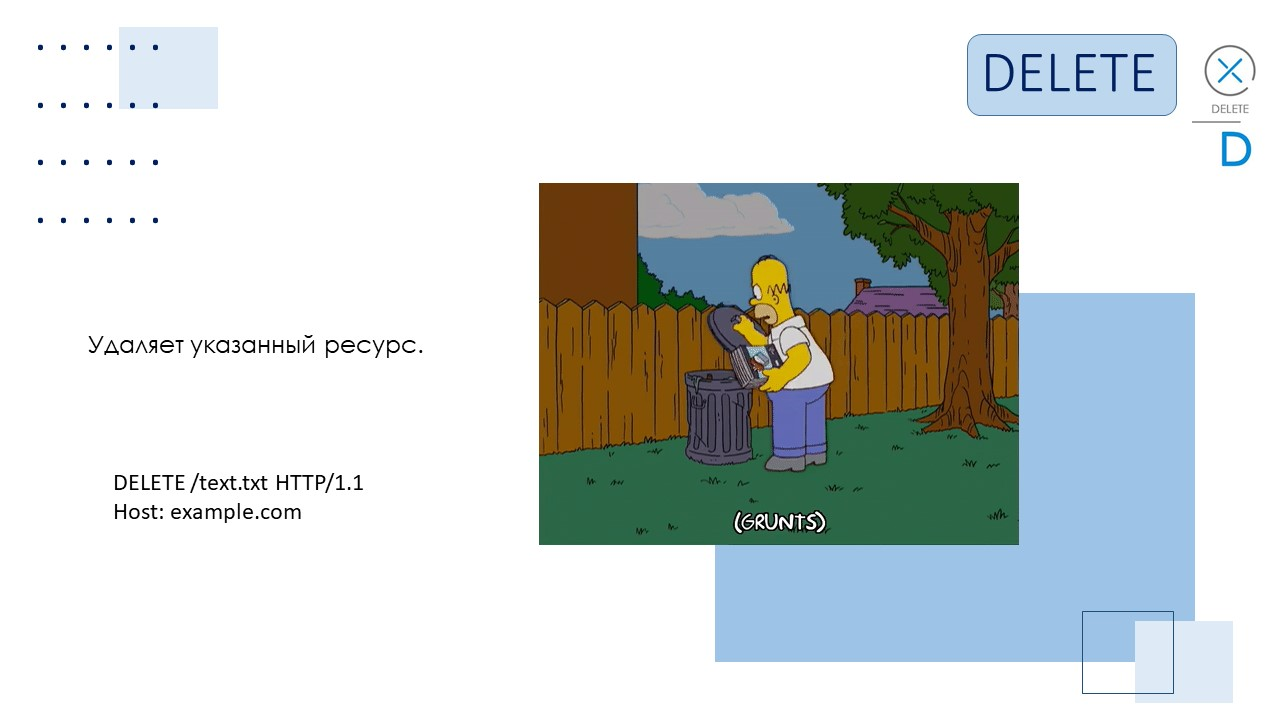 DELETE
DELETE
D
Удаляет указанный ресурс.
DELETE /text.txt HTTP/1.1
Host: example.com
(GRUNTS)